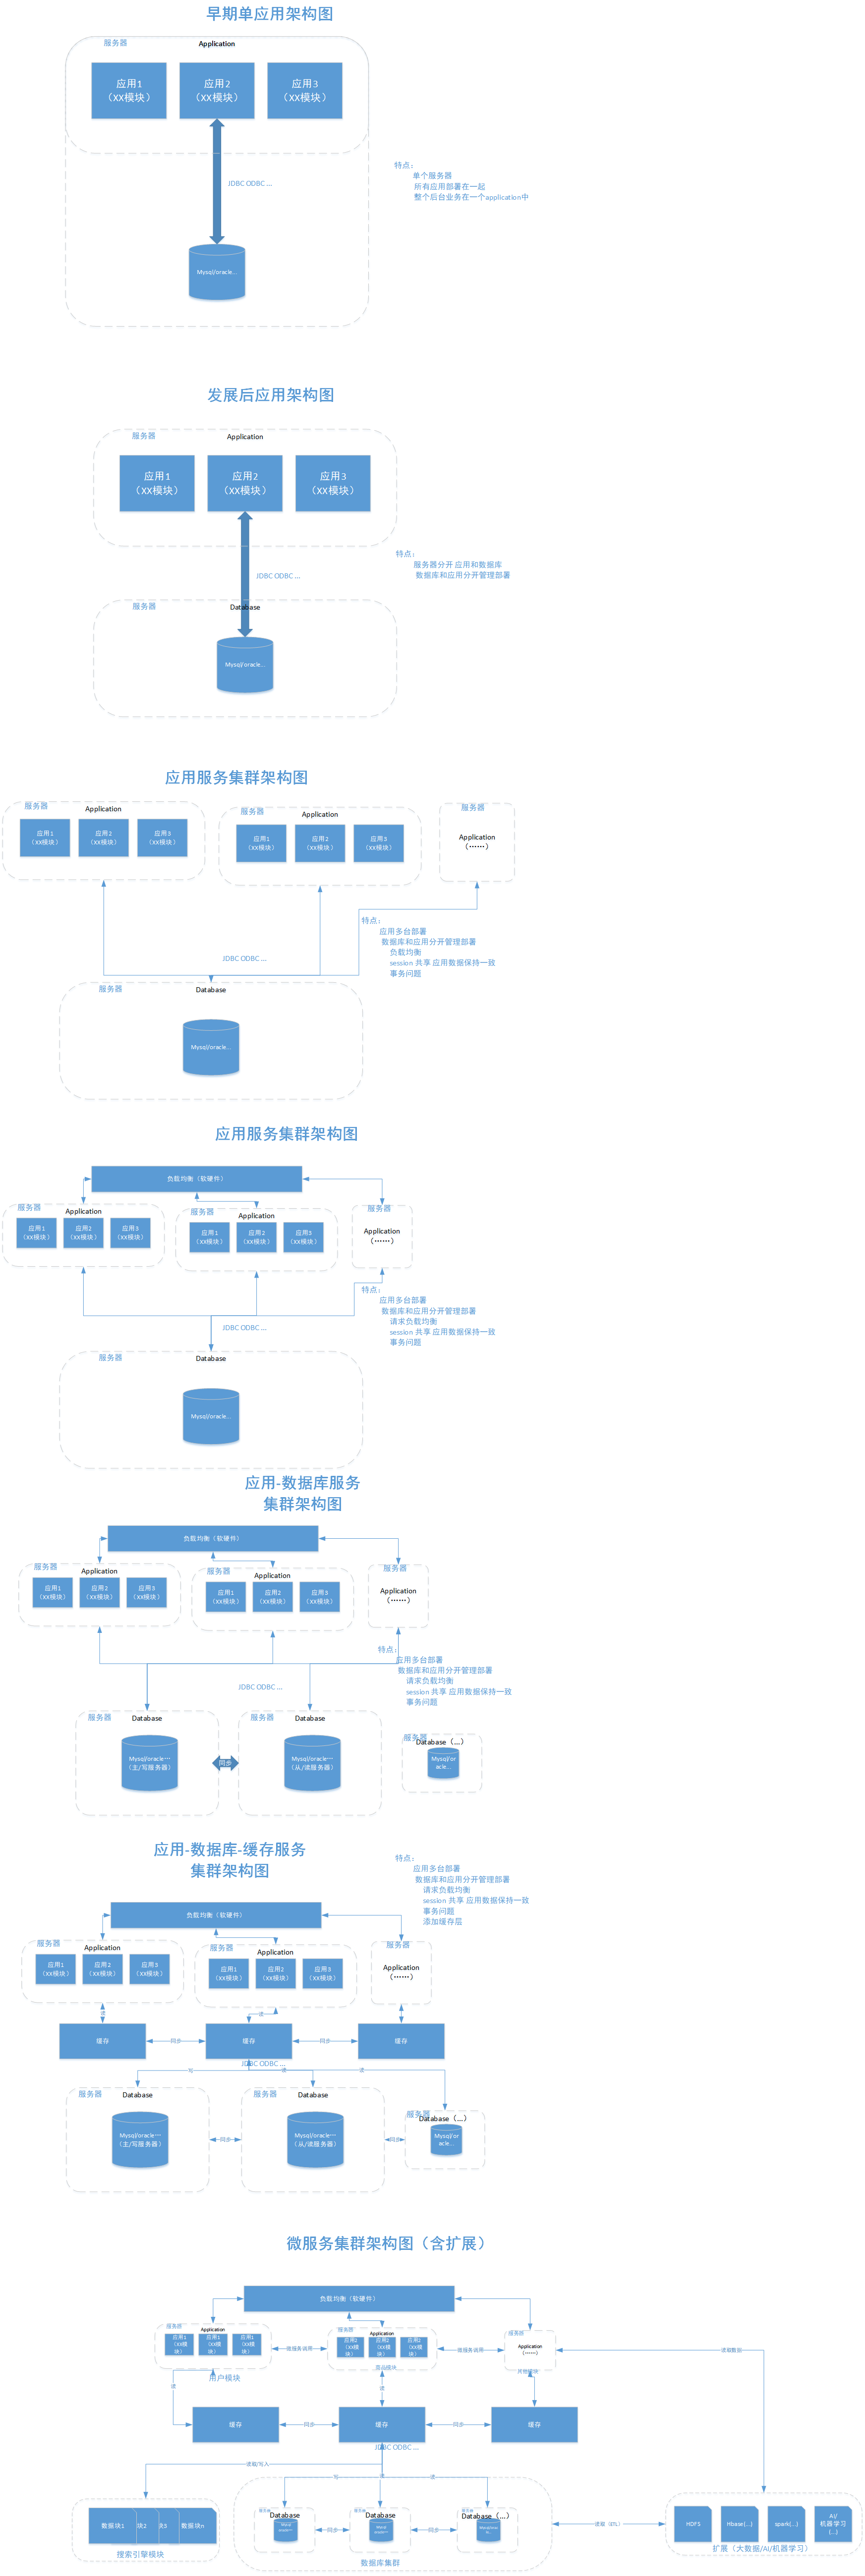 早期单应用架构图
服务器
Application
应用1
（XX模块）
应用2
（XX模块）
应用3
（XX模块）
特点：
单个服务器
所有应用部署在一起
整个后台业务在一个application中
JDBC ODBC ...
Mysql/oracle...
发展后应用架构图
服务器
Application
应用1
（XX模块）
应用2
（XX模块）
应用3
（XX模块）
特点：
服务器分开 应用和数据库
数据库和应用分开管理部署
JDBC ODBC ...
服务器
Database
Mysql/oracle...
应用服务集群架构图
服务器
Application
应用1
（XX模块）
应用2
（XX模块）
应用3
（XX模块）
服务器
Application
应用1
（XX模块）
应用2
（XX模块）
应用3
（XX模块）
服务器
Application
（……）
特点：
应用多台部署
数据库和应用分开管理部署
负载均衡
session 共享 应用数据保持一致
事务问题
JDBC ODBC ...
服务器
Database
Mysql/oracle...
应用服务集群架构图
负载均衡（软硬件）
服务器
Application
应用1
（XX模块）
应用2
（XX模块）
应用3
（XX模块）
服务器
Application
应用1
（XX模块）
应用2
（XX模块）
应用3
（XX模块）
服务器
Application
（……）
特点：
应用多台部署
数据库和应用分开管理部署
请求负载均衡
session 共享 应用数据保持一致
事务问题
JDBC ODBC ...
服务器
Database
Mysql/oracle...
应用-数据库服务
集群架构图
负载均衡（软硬件）
服务器
Application
应用1
（XX模块）
应用2
（XX模块）
应用3
（XX模块）
服务器
Application
应用1
（XX模块）
应用2
（XX模块）
应用3
（XX模块）
服务器
Application
（……）
特点：
应用多台部署
数据库和应用分开管理部署
请求负载均衡
session 共享 应用数据保持一致
事务问题
JDBC ODBC ...
服务器
Database
Mysql/oracle…
（主/写服务器）
同步
服务器
Database
Mysql/oracle…
（从/读服务器）
服务器
Database（...）
Mysql/or
acle...
应用-数据库-缓存服务
集群架构图
特点：
应用多台部署
数据库和应用分开管理部署
请求负载均衡
session 共享 应用数据保持一致
事务问题
添加缓存层
负载均衡（软硬件）
服务器
Application
应用1
（XX模块）
应用2
（XX模块）
应用3
（XX模块）
服务器
Application
应用1
（XX模块）
应用2
（XX模块）
应用3
（XX模块）
服务器
Application
（……）
读
读
缓存
同步
缓存
同步
缓存
JDBC ODBC ...
写
读
读
服务器
Database
Mysql/oracle…
（主/写服务器）
同步
服务器
Database
Mysql/oracle…
（从/读服务器）
同步
服务器
Database（...）
Mysql/or
acle...
微服务集群架构图（含扩展）
负载均衡（软硬件）
服务器
Application
应用1
（XX模
块）
应用1
（XX模
块）
应用1
（XX模
块）
用户模块
微服务调用
服务器
Application
应用2
（XX模
块）
应用2
（XX模
块）
应用2
（XX模
块）
商品模块
微服务调用
服务器
Application
（……）
其他模块
读取数据
读
读
缓存
同步
缓存
同步
缓存
JDBC ODBC ...
读取/写入
写
读
读
数据块1
块2
块3
数据块n
搜索引擎模块
服务器
Database
同步
服务器
Database
同步
服务器
Database（...）
数据库集群
读取（ETL）
HDFS
Hbase(...)
spark(...)
AI/
机器学习
(...)
扩展（大数据/AI/机器学习）